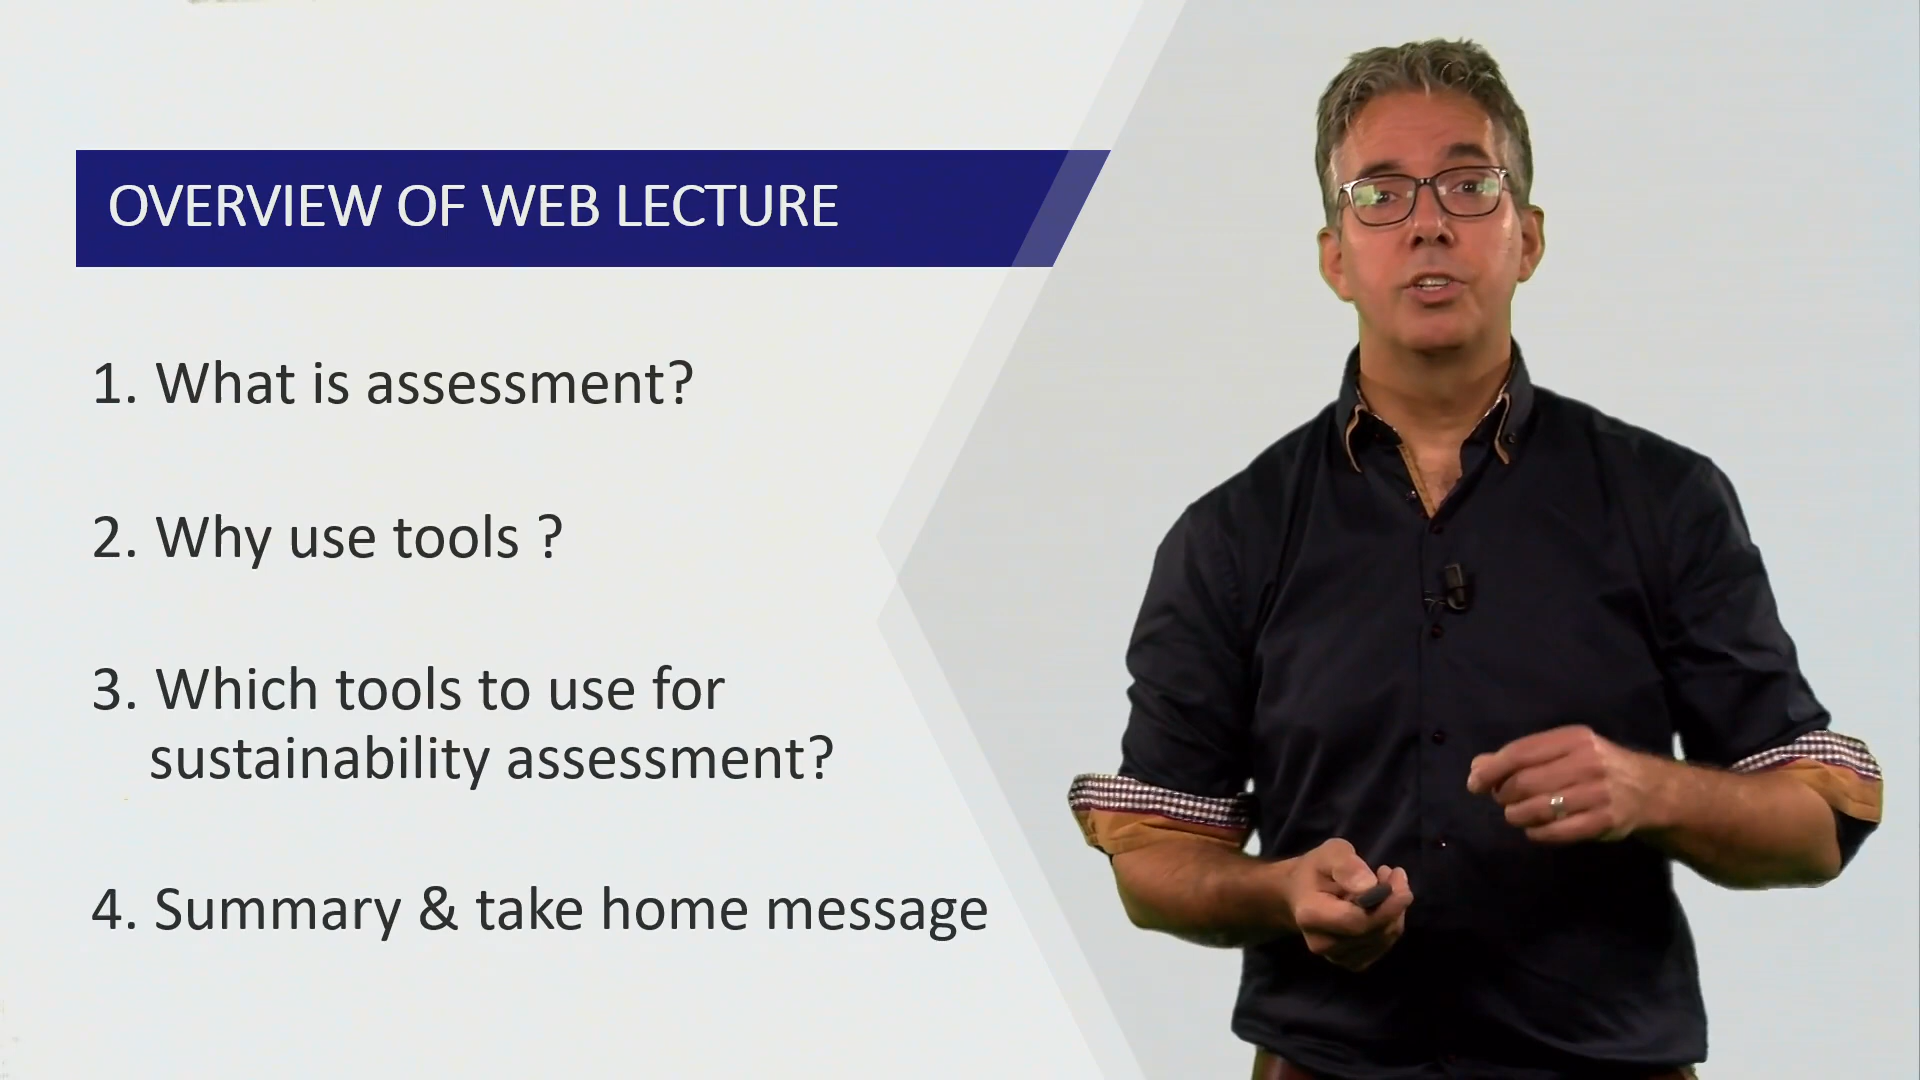 OVERVIEW OF WEB LECTURE
1. What is assessment?
2. Why use tools ?
3. Which tools to use for
sustainability assessment?
4. Summary & take home message